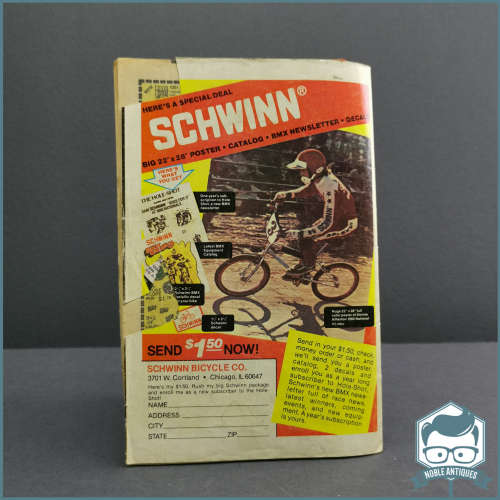 HERE'S A SPECIAL DEAL
SCHWINN®
BIG 22" x 28" POSTER • CATALOG • BMX NEWSLETTER • DECALS
HERE'S
WHAT
YOU GET
THE HOLE SHOT
One year's sub-
scription to Hole
Shot—a new BMX
newsletter
SCHWINN
Latest BMX
Equipment
Catalog
Schwinn BMX
decal
Schwinn
decal
SCHWINN
Huge 22" x 28" full
color poster of
1980 National
SEND $1.50 NOW!
SCHWINN BICYCLE CO.
3701 W. Cortland • Chicago, IL 60647
Here's my $1.50. Rush my big Schwinn package
and enroll me as a new subscriber to the Hole-
Shot!
NAME
ADDRESS
CITY
STATE ZIP
Send in your $1.50, check,
money order or cash, and
we'll send you a poster,
catalog, 2 decals and
enroll you as a year long
subscriber to Hole-Shot,
Schwinn's new BMX news
letter full of race news,
latest winners, coming
events, and new equip-
ment. A year's subscription
is yours.
NOBLE ANTIQUES